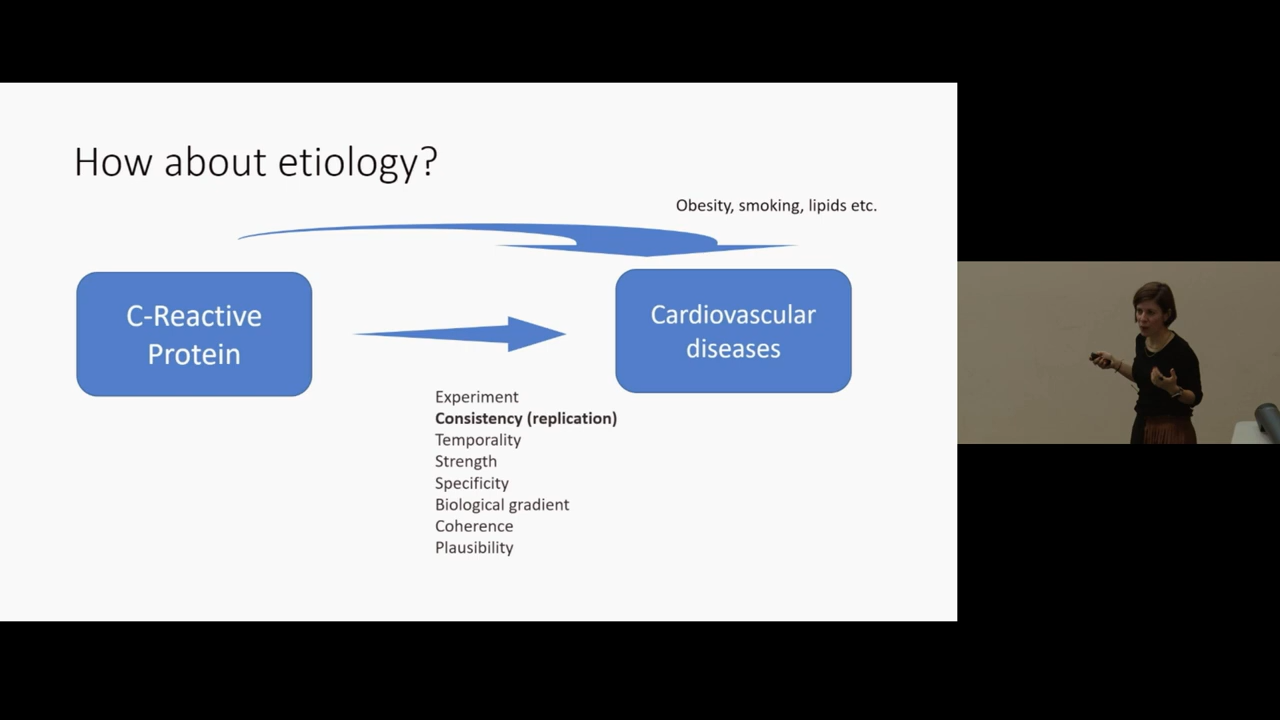 How about etiology?
Obesity, smoking, lipids etc.
C-Reactive
Protein
Cardiovascular
diseases
Experiment
Consistency (replication)
Temporality
Strength
Specificity
Biological gradient
Coherence
Plausibility